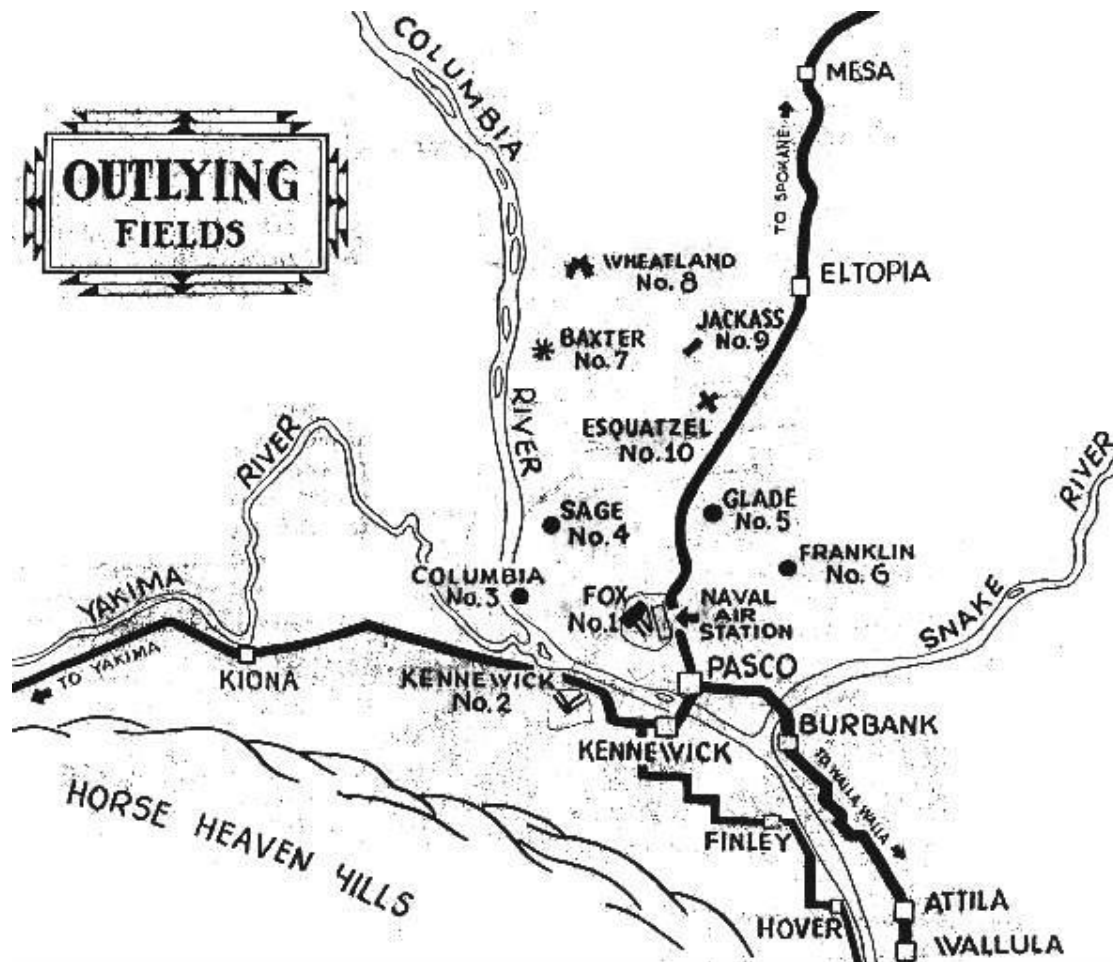 COLUMBIA
MESA
OUTLYING
FIELDS
TO SPOKANE
WHEATLAND
No. 8
ELTOPIA
JACKASS
No. 9
BAXTER
No. 7
RIVER
ESQUATZEL
No. 10
RIVER
RIVER
GLADE
No. 5
SAGE
No. 4
FRANKLIN
No. 6
COLUMBIA
No. 3
YAKIMA
FOX
No. 1
NAVAL
AIR
STATION
SNAKE
TO YAKIMA
KIONA
KENNEWICK
No. 2
PASCO
KENNEWICK
BURBANK
TO WALLA WALLA
HORSE HEAVEN HILLS
FINLEY
ATTILA
HOVER
WALLULA